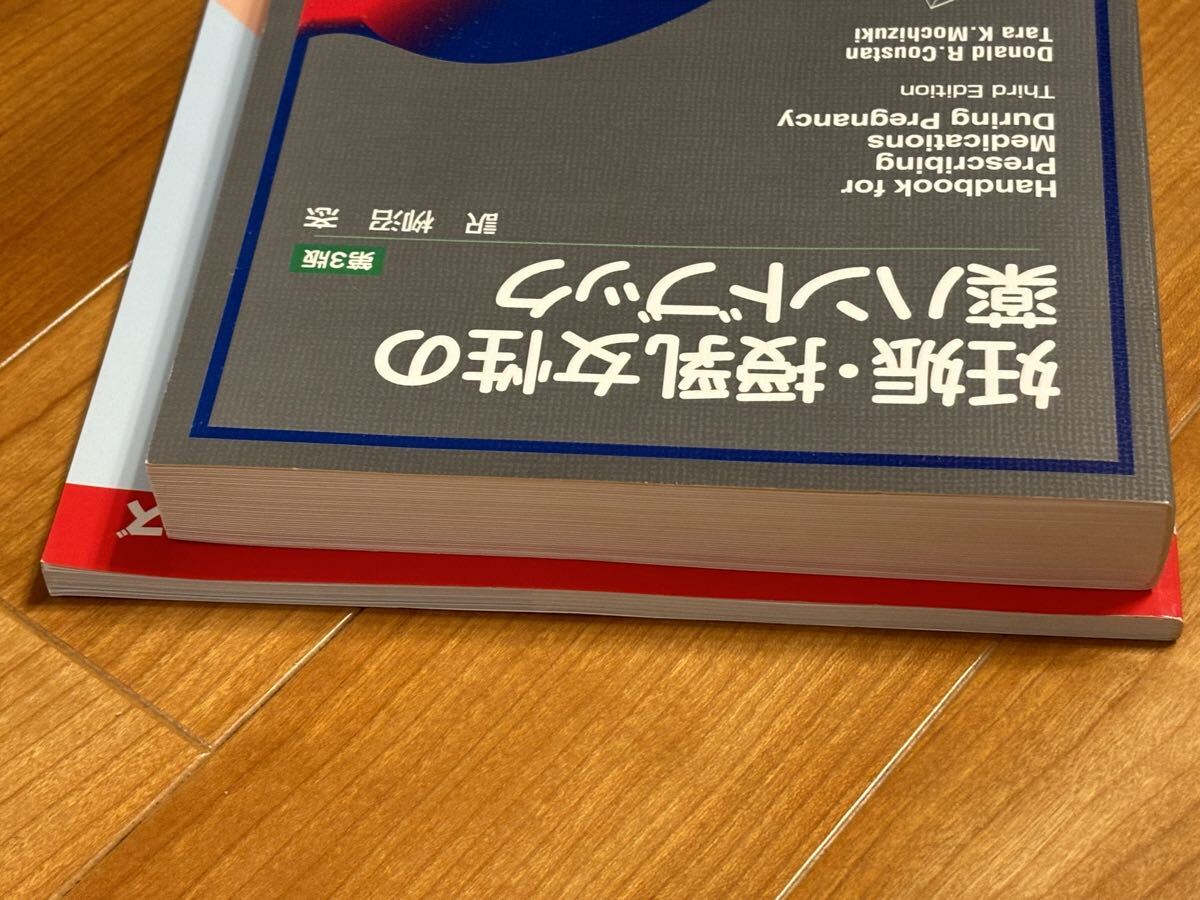 妊娠・授乳女性の
薬ハンドブック
第3版
訳 柳沼 忞
Handbook for
Prescribing
Medications
During Pregnancy
Third Edition
Donald R. Coustan
Tara K. Mochizuki
ズ